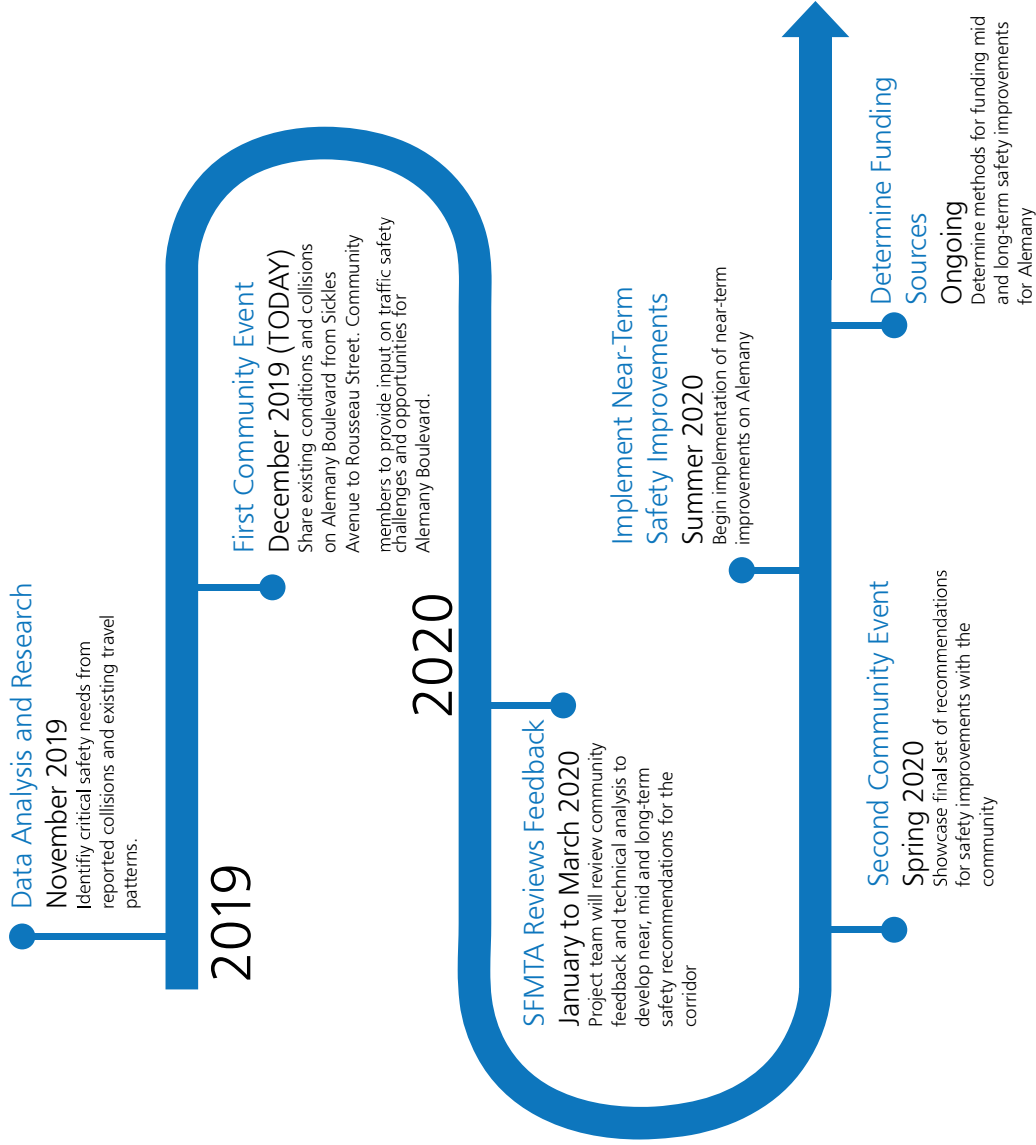 Data Analysis and Research
November 2019
Identifiy critical safety needs from
reported collisions and existing travel
patterns.
2019
First Community Event
December 2019 (TODAY)
Share existing conditions and collisions
on Alemany Boulevard from Sickles
Avenue to Rousseau Street. Community
members to provide input on traffic safety
challenges and opportunities for
Alemany Boulevard.
2020
SFMTA Reviews Feedback
January to March 2020
Project team will review community
feedback and technical analysis to
develop near, mid and long-term
safety recommendations for the
corridor
Second Community Event
Spring 2020
Showcase final set of recommendations
for safety improvements with the
community
Implement Near-Term
Safety Improvements
Summer 2020
Begin implementation of near-term
improvements on Alemany
Determine Funding
Sources
Ongoing
Determine methods for funding mid
and long-term safety improvements
for Alemany